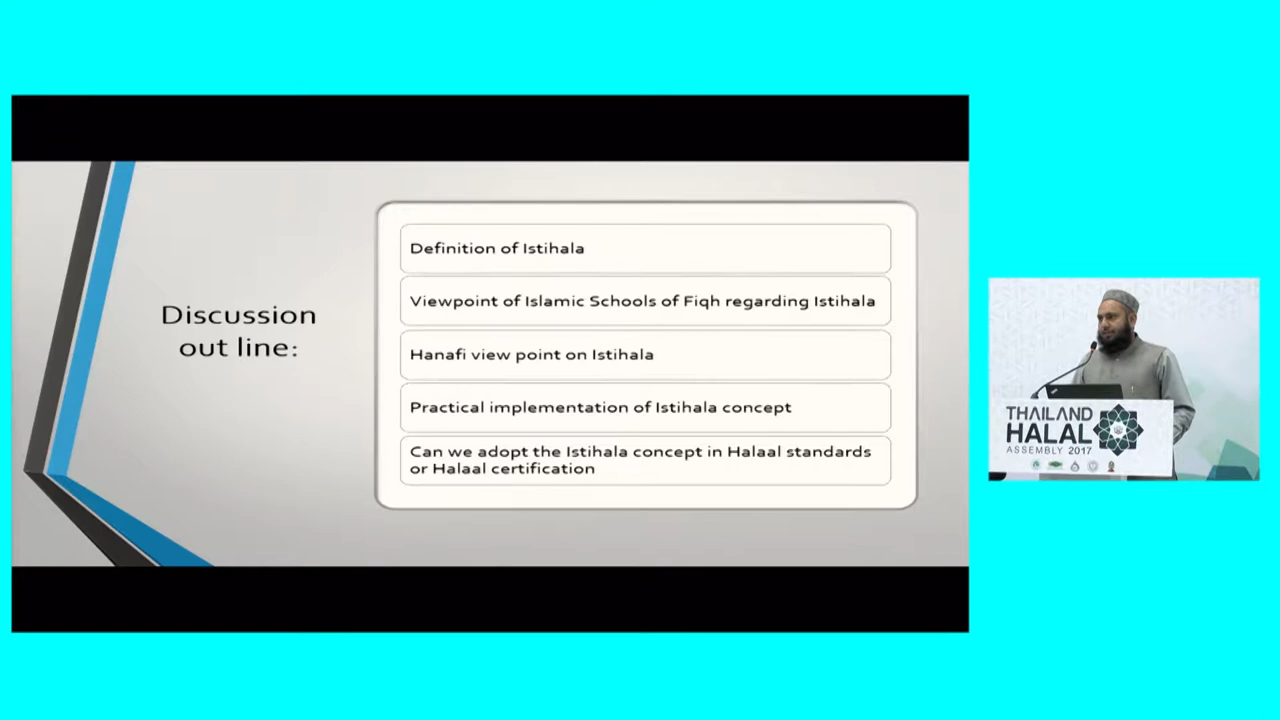 Discussion
out line:
Definition of Istihala
Viewpoint of Islamic Schools of Fiqh regarding Istihala
Hanafi view point on Istihala
Practical implementation of Istihala concept
Can we adopt the Istihala concept in Halaal standards
or Halaal certification
THAILAND
HALAL
ASSEMBLY 2017